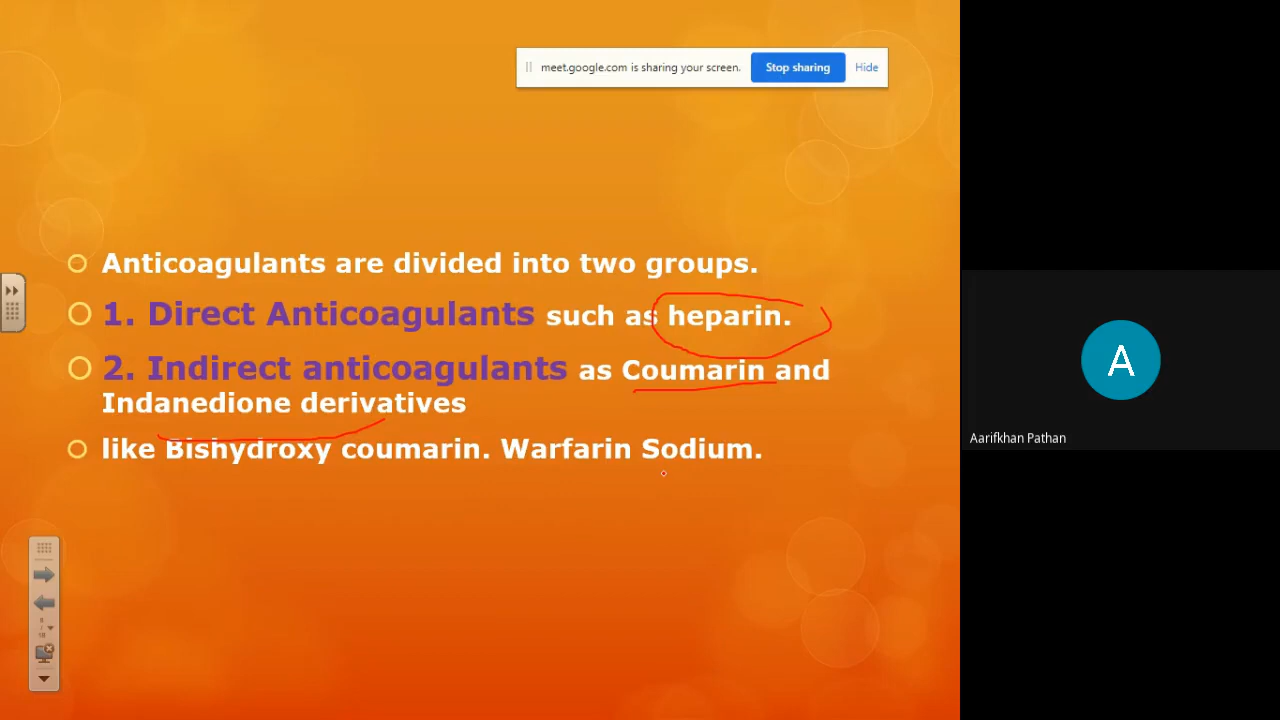 meet.google.com is sharing your screen. Stop sharing Hide
Anticoagulants are divided into two groups.
1. Direct Anticoagulants such as heparin.
2. Indirect anticoagulants as Coumarin and
Indanedione derivatives
like Bishydroxy coumarin. Warfarin Sodium.
A
Aarifkhan Pathan